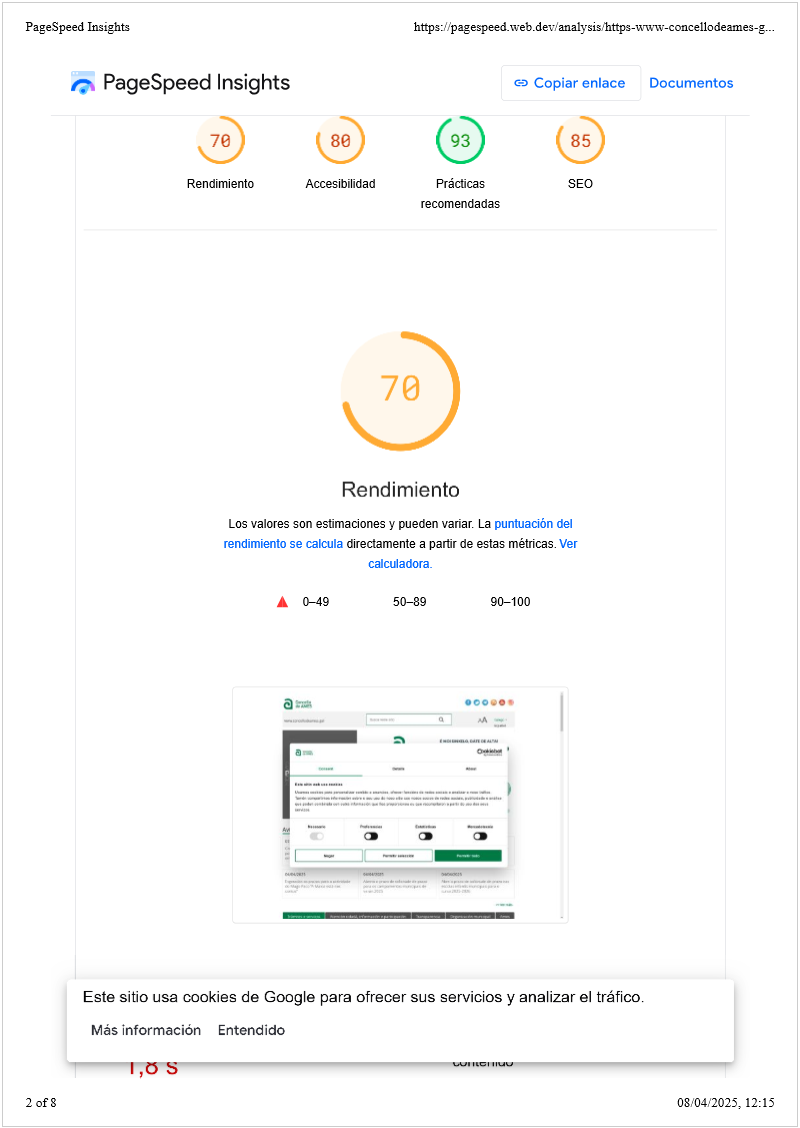 PageSpeed Insights
https://pagespeed.web.dev/analysis/https-www-concellodeames-g...
PageSpeed Insights
Copiar enlace
Documentos
70
80
93
85
Rendimiento
Accesibilidad
Prácticas
recomendadas
SEO
70
Rendimiento
Los valores son estimaciones y pueden variar. La puntuación del
rendimiento se calcula directamente a partir de estas métricas. Ver
calculadora.
0–49
50–89
90–100
Este sitio usa cookies de Google para ofrecer sus servicios y analizar el tráfico.
Más información
Entendido
1,8 s
contenido
2 of 8
08/04/2025, 12:15